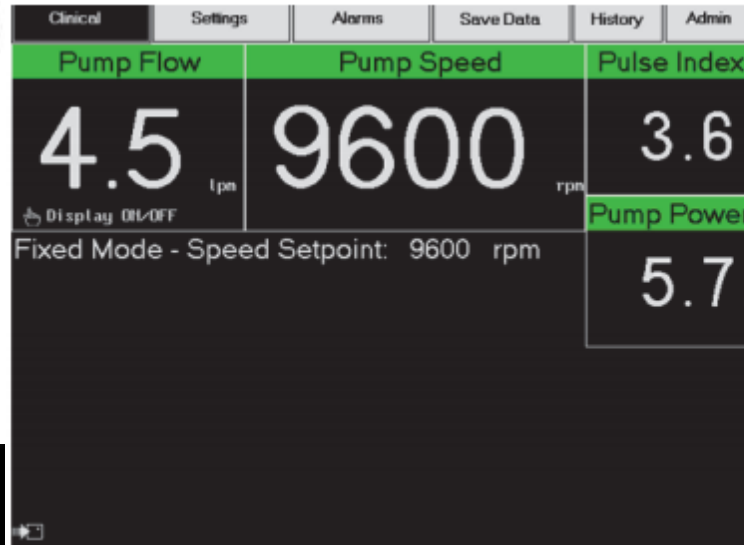 Clinical Settings Alarms Save Data History Admin
Pump Flow Pump Speed Pulse Index
4.5 lpm 9600 rpm 3.6
Display ON/OFF Pump Power
Fixed Mode - Speed Setpoint: 9600 rpm
5.7